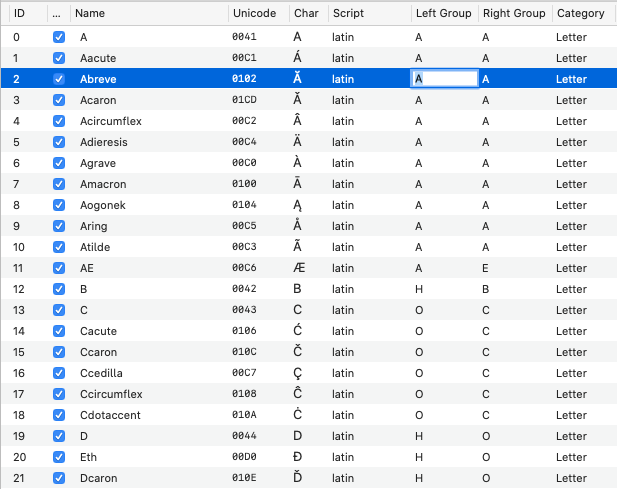 ID ... Name Unicode Char Script Left Group Right Group Category
0 A 0041 A latin A A Letter
1 Aacute 00C1 Á latin A A Letter
2 Abreve 0102 Ă latin A A Letter
3 Acaron 01CD Ǎ latin A A Letter
4 Acircumflex 00C2 Â latin A A Letter
5 Adieresis 00C4 Ä latin A A Letter
6 Agrave 00C0 À latin A A Letter
7 Amacron 0100 Ā latin A A Letter
8 Aogonek 0104 Ą latin A A Letter
9 Aring 00C5 Å latin A A Letter
10 Atilde 00C3 Ã latin A A Letter
11 AE 00C6 Æ latin A E Letter
12 B 0042 B latin H B Letter
13 C 0043 C latin O C Letter
14 Cacute 0106 Ć latin O C Letter
15 Ccaron 010C Č latin O C Letter
16 Ccedilla 00C7 Ç latin O C Letter
17 Ccircumflex 0108 Ĉ latin O C Letter
18 Cdotaccent 010A Ċ latin O C Letter
19 D 0044 D latin H O Letter
20 Eth 00D0 Ð latin H O Letter
21 Dcaron 010E Ď latin H O Letter